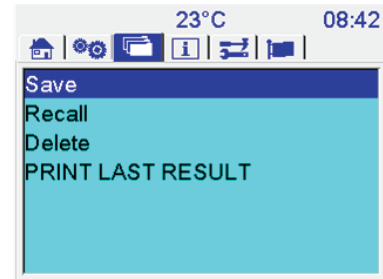 23°C 08:42
i
Save
Recall
Delete
PRINT LAST RESULT